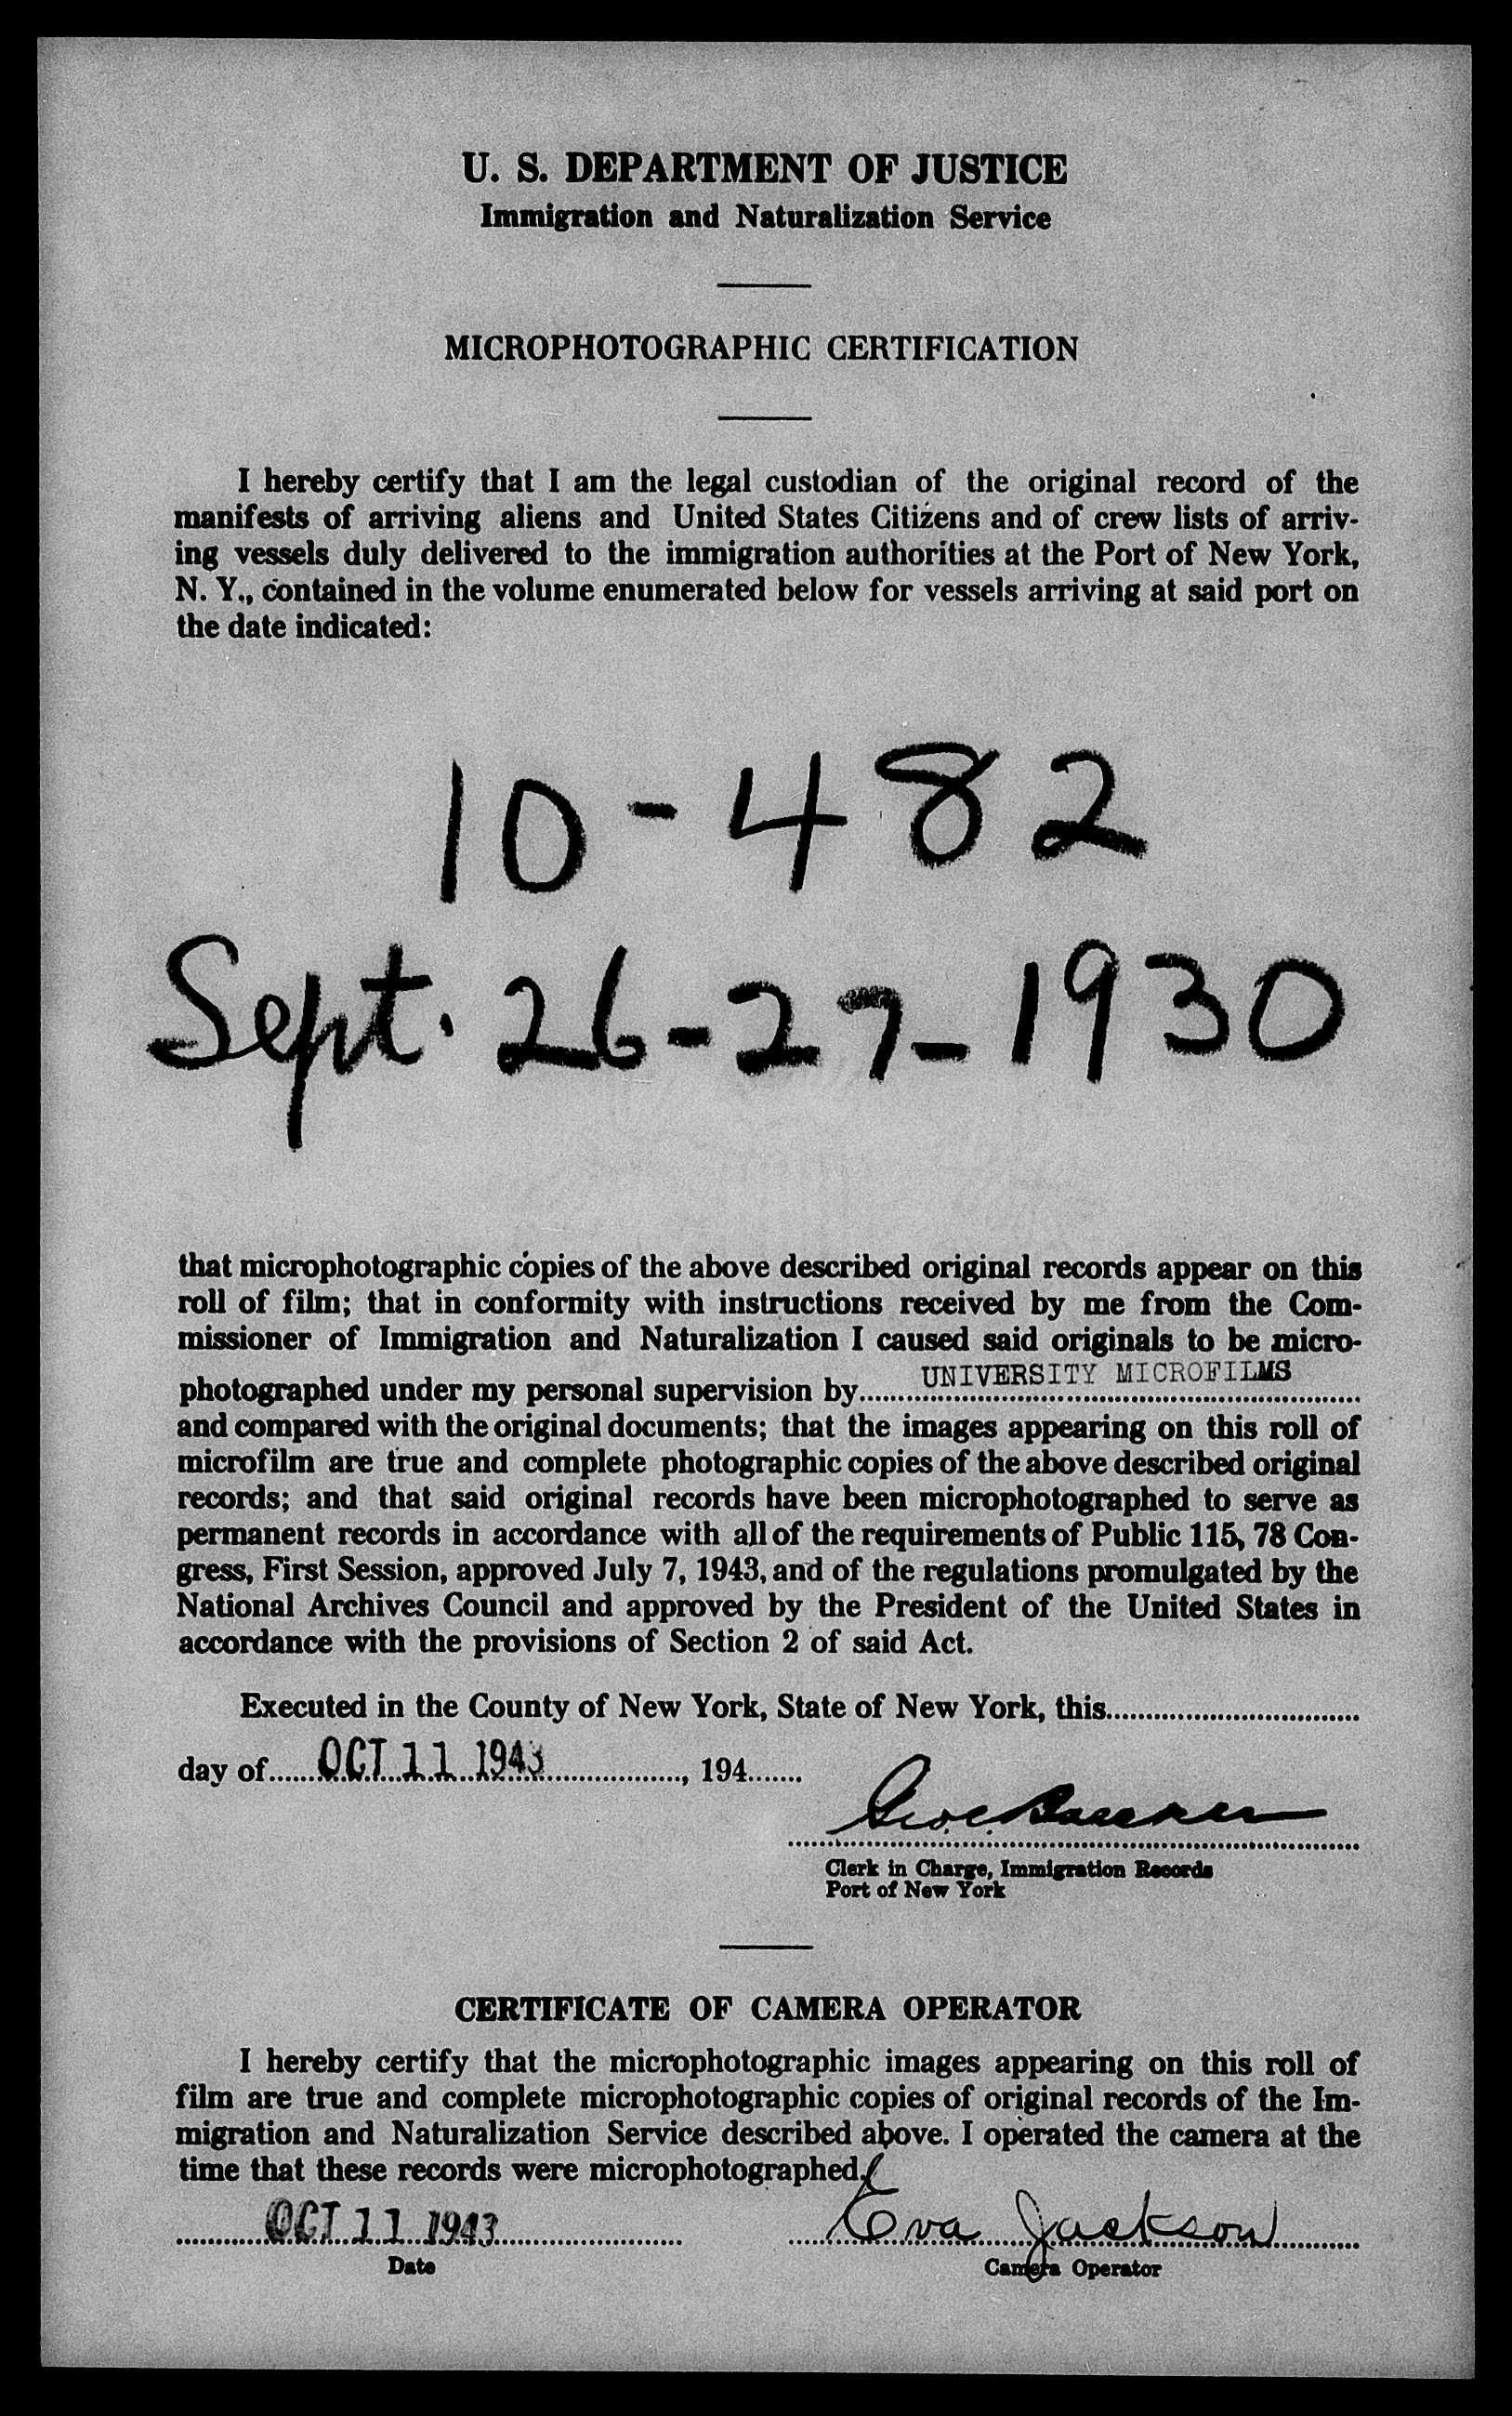 U. S. DEPARTMENT OF JUSTICE
Immigration and Naturalization Service
MICROPHOTOGRAPHIC CERTIFICATION
I hereby certify that I am the legal custodian of the original record of the
manifests of arriving aliens and United States Citizens and of crew lists of arriv-
ing vessels duly delivered to the immigration authorities at the Port of New York,
N. Y., contained in the volume enumerated below for vessels arriving at said port on
the date indicated:
10-482
Sept. 26-27-1930
that microphotographic copies of the above described original records appear on this
roll of film; that in conformity with instructions received by me from the Com-
missioner of Immigration and Naturalization I caused said originals to be micro-
photographed under my personal supervision by UNIVERSITY MICROFILMS
and compared with the original documents; that the images appearing on this roll of
microfilm are true and complete photographic copies of the above described original
records; and that said original records have been microphotographed to serve as
permanent records in accordance with all of the requirements of Public 115, 78 Con-
gress, First Session, approved July 7, 1943, and of the regulations promulgated by the
National Archives Council and approved by the President of the United States in
accordance with the provisions of Section 2 of said Act.
Executed in the County of New York, State of New York, this
day of OCT 11 1943, 194
Clerk in Charge, Immigration Records
Port of New York
CERTIFICATE OF CAMERA OPERATOR
I hereby certify that the microphotographic images appearing on this roll of
film are true and complete microphotographic copies of original records of the Im-
migration and Naturalization Service described above. I operated the camera at the
time that these records were microphotographed.
OCT 11 1943 Eva Jackson
Date Camera Operator